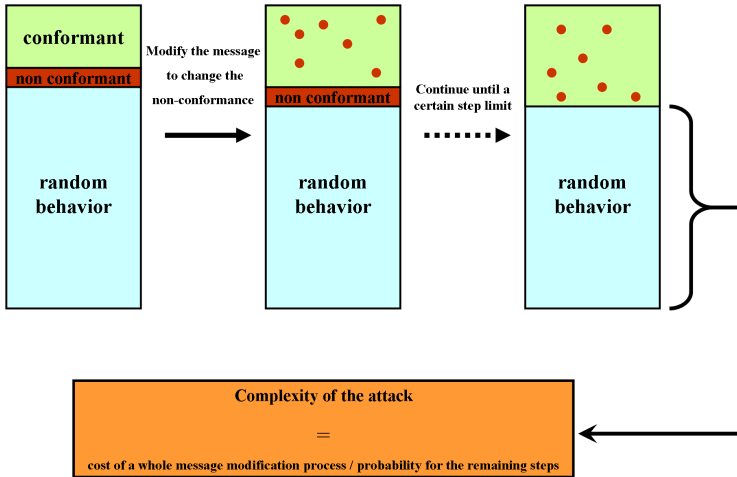 conformant
non conformant
random
behavior
Modify the message
to change the
non-conformance
non conformant
random
behavior
Continue until a
certain step limit
random
behavior
Complexity of the attack
=
cost of a whole message modification process / probability for the remaining steps